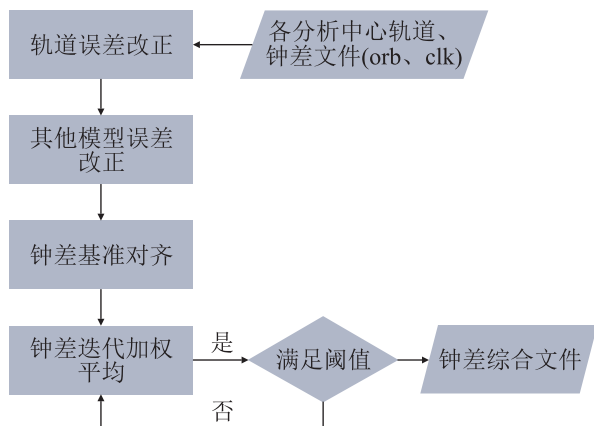 轨道误差改正
各分析中心轨道、
钟差文件(orb、clk)
其他模型误差
改正
钟差基准对齐
钟差迭代加权
平均
是
满足阈值
钟差综合文件
否